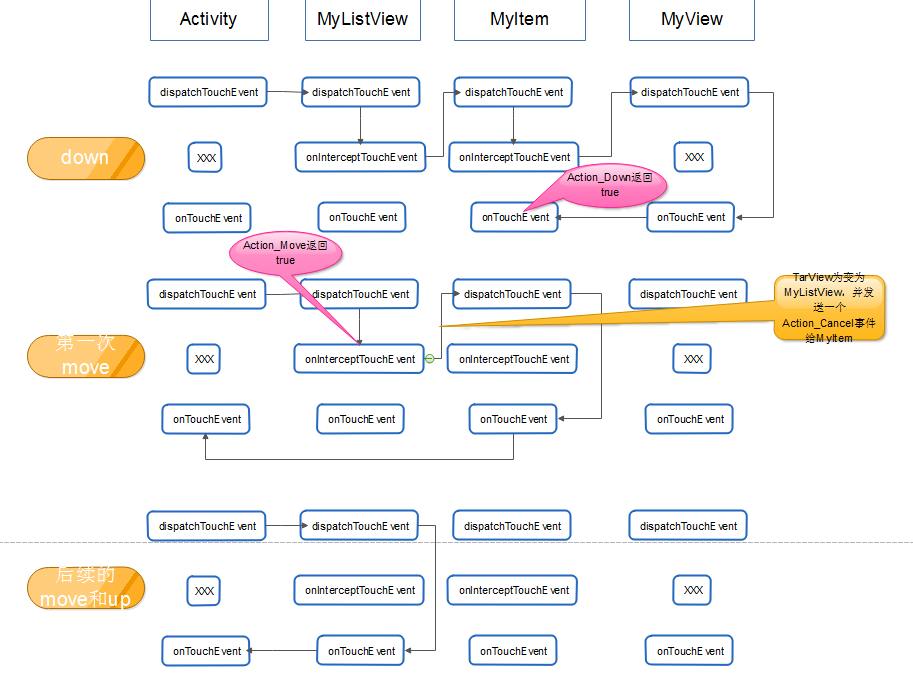 Activity
MyListView
MyItem
MyView
dispatchTouchEvent
dispatchTouchEvent
dispatchTouchEvent
dispatchTouchEvent
down
XXX
onInterceptTouchEvent
onInterceptTouchEvent
XXX
Action_Down返回
true
onTouchEvent
onTouchEvent
onTouchEvent
onTouchEvent
Action_Move返回
true
dispatchTouchEvent
dispatchTouchEvent
dispatchTouchEvent
dispatchTouchEvent
TarView为变为
MyListView，并发
送一个
Action_Cancel事件
给MyItem
第一次
move
XXX
onInterceptTouchEvent
onInterceptTouchEvent
XXX
onTouchEvent
onTouchEvent
onTouchEvent
onTouchEvent
dispatchTouchEvent
dispatchTouchEvent
dispatchTouchEvent
dispatchTouchEvent
后续的
move和up
XXX
onInterceptTouchEvent
onInterceptTouchEvent
XXX
onTouchEvent
onTouchEvent
onTouchEvent
onTouchEvent